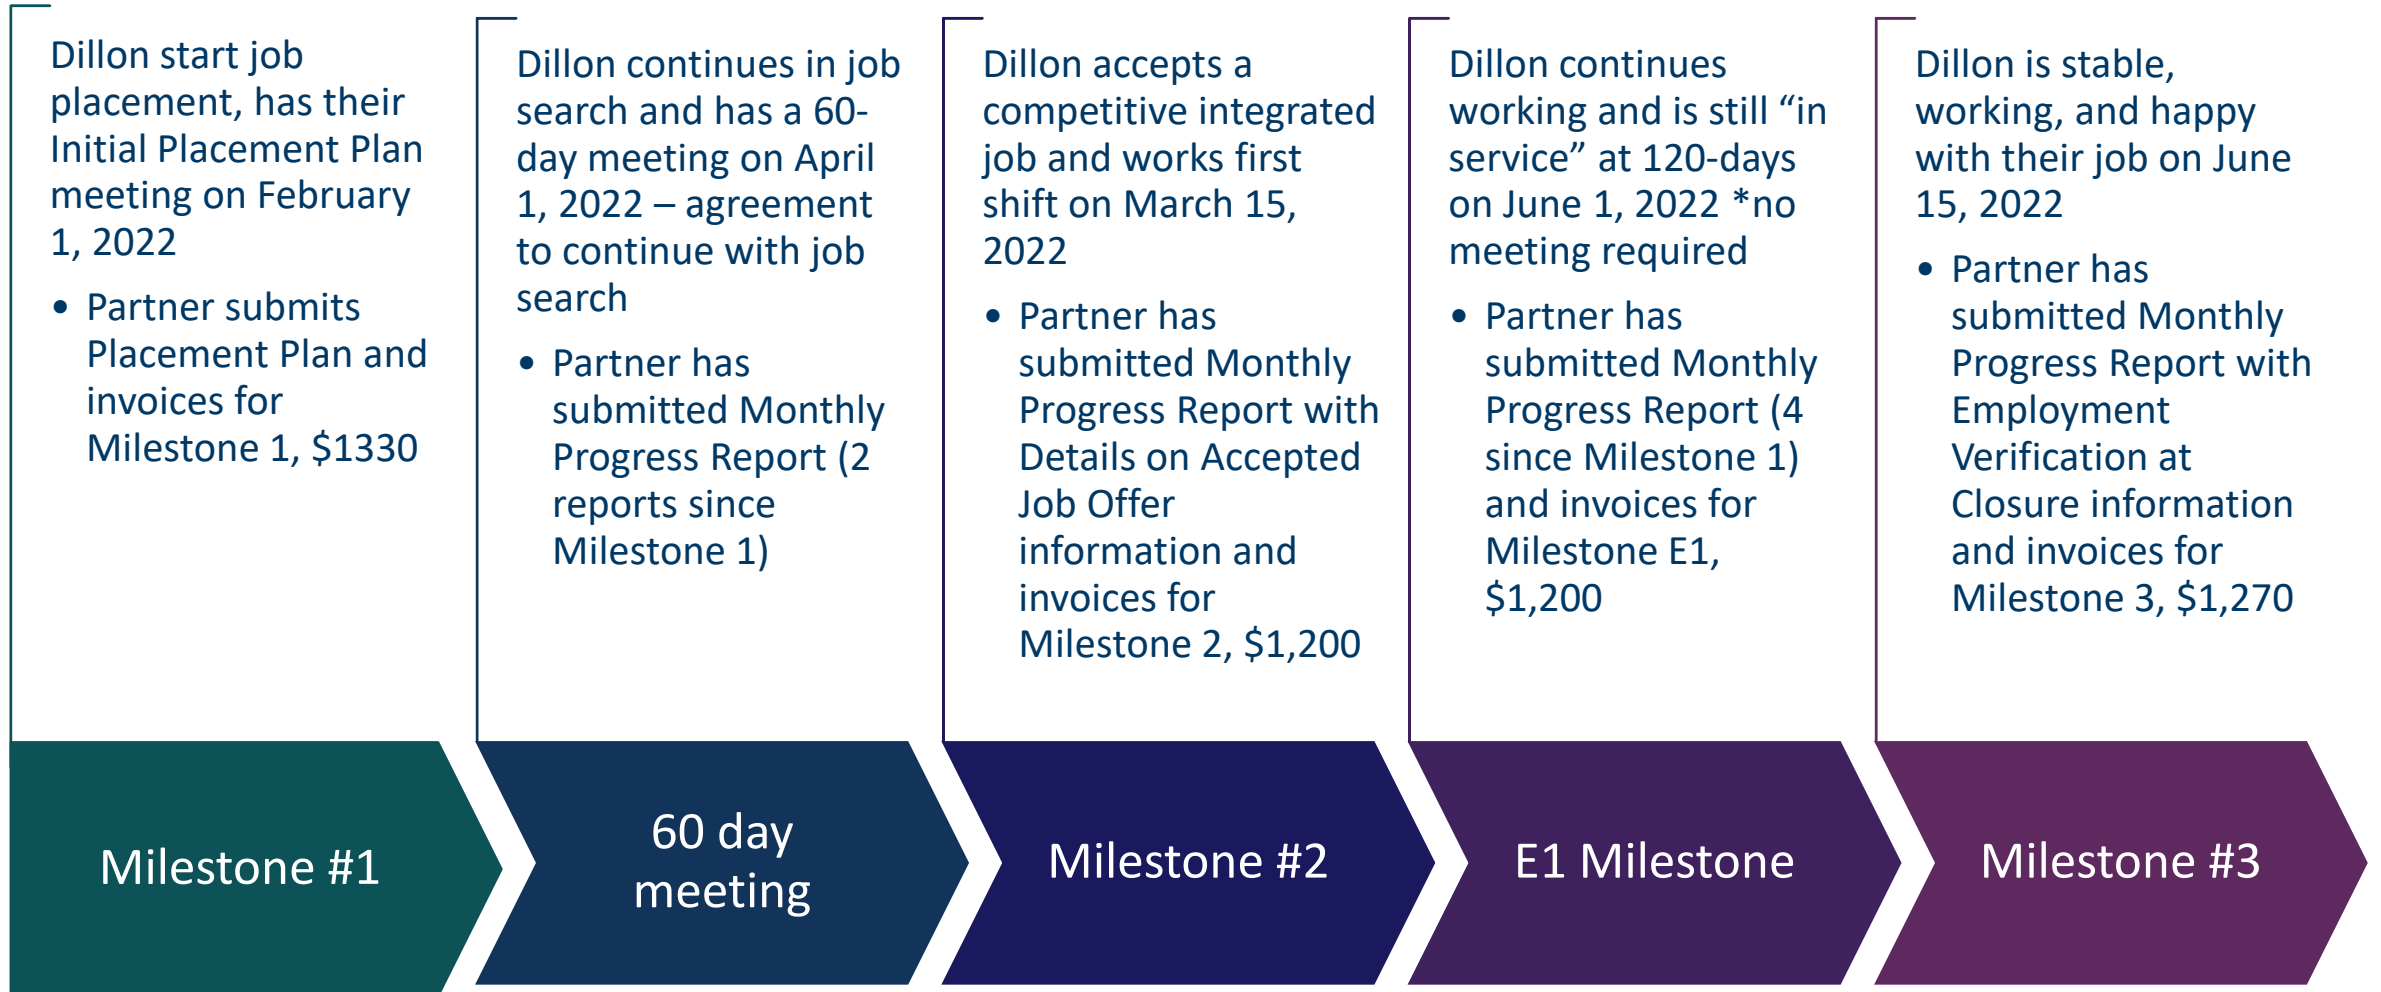 Dillon start job
placement, has their
Initial Placement Plan
meeting on February
1, 2022
• Partner submits
Placement Plan and
invoices for
Milestone 1, $1330
Milestone #1
Dillon continues in job
search and has a 60-
day meeting on April
1, 2022 – agreement
to continue with job
search
• Partner has
submitted Monthly
Progress Report (2
reports since
Milestone 1)
60 day
meeting
Dillon accepts a
competitive integrated
job and works first
shift on March 15,
2022
• Partner has
submitted Monthly
Progress Report with
Details on Accepted
Job Offer
information and
invoices for
Milestone 2, $1,200
Milestone #2
Dillon continues
working and is still “in
service” at 120-days
on June 1, 2022 *no
meeting required
• Partner has
submitted Monthly
Progress Report (4
since Milestone 1)
and invoices for
Milestone E1,
$1,200
E1 Milestone
Dillon is stable,
working, and happy
with their job on June
15, 2022
• Partner has
submitted Monthly
Progress Report with
Employment
Verification at
Closure information
and invoices for
Milestone 3, $1,270
Milestone #3